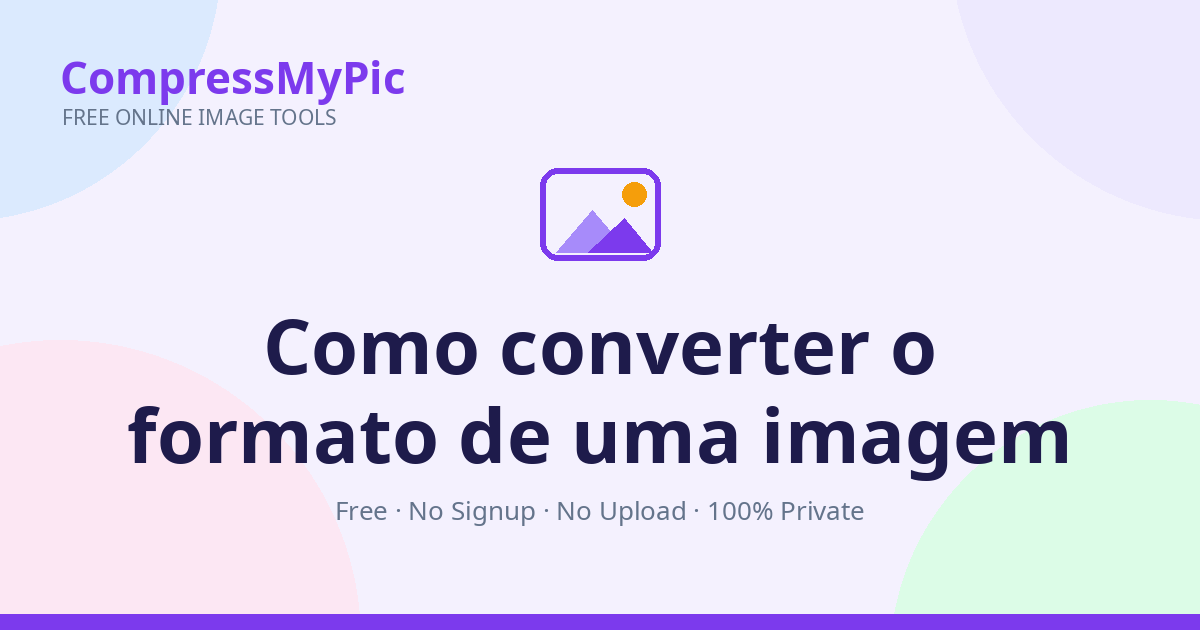 CompressMyPic
FREE ONLINE IMAGE TOOLS
Como converter o
formato de uma imagem
Free · No Signup · No Upload · 100% Private